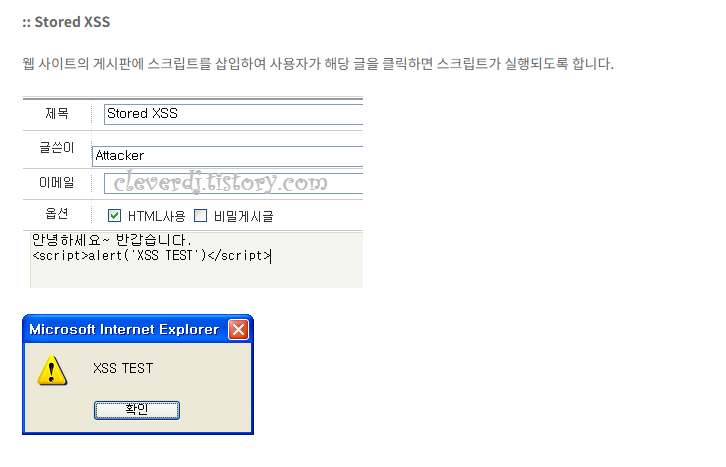 :: Stored XSS
웹 사이트의 게시판에 스크립트를 삽입하여 사용자가 해당 글을 클릭하면 스크립트가 실행되도록 합니다.
제목 Stored XSS
글쓴이 Attacker
이메일 cleverdj.tistory.com
옵션 HTML사용 비밀게시글
안녕하세요~ 반갑습니다.
<script>alert('XSS TEST')</script>
Microsoft Internet Explorer
XSS TEST
확인